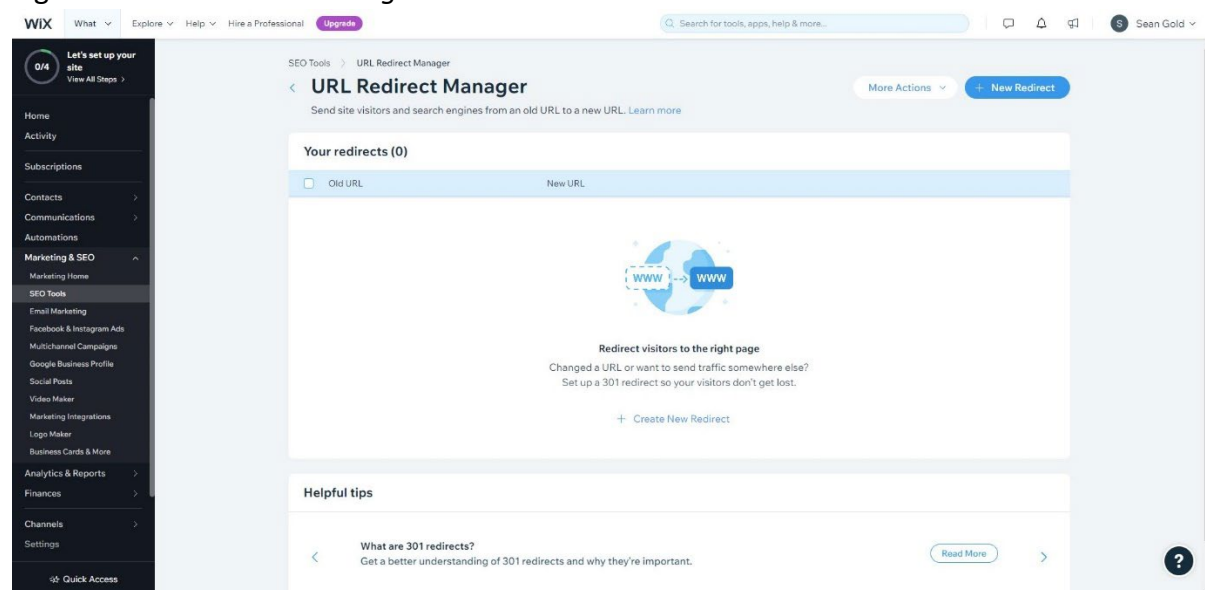 WiX What Explore Help Hire a Professional Upgrade Search for tools, apps, help & more... S Sean Gold
0/4 Let's set up your site
View All Steps >
Home
Activity
Subscriptions
Contacts
Communications
Automations
Marketing & SEO
Marketing Home
SEO Tools
Email Marketing
Facebook & Instagram Ads
Multichannel Campaigns
Google Business Profile
Social Posts
Video Maker
Marketing Integrations
Logo Maker
Business Cards & More
Analytics & Reports
Finances
Channels
Settings
Quick Access
SEO Tools > URL Redirect Manager
< URL Redirect Manager
More Actions + New Redirect
Send site visitors and search engines from an old URL to a new URL. Learn more
Your redirects (0)
Old URL New URL
www --> www
Redirect visitors to the right page
Changed a URL or want to send traffic somewhere else?
Set up a 301 redirect so your visitors don't get lost.
+ Create New Redirect
Helpful tips
What are 301 redirects?
Get a better understanding of 301 redirects and why they're important.
Read More
?